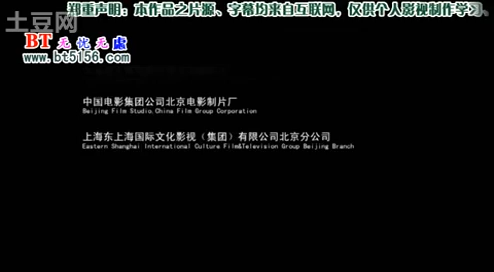 郑重声明：本作品之片源、字幕均来自互联网，仅供个人影视制作学习
土豆网
BT 无忧无虑
www.bt5156.com
中国电影集团公司北京电影制片厂
Beijing Film Studio,China Film Group Corporation
上海东上海国际文化影视（集团）有限公司北京分公司
Eastern Shanghai International Culture Film&Television Group Beijing Branch